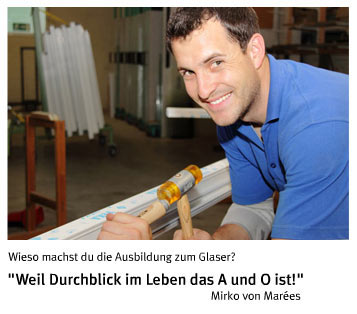 Wieso machst du die Ausbildung zum Glaser?
"Weil Durchblick im Leben das A und O ist!"
Mirko von Marées